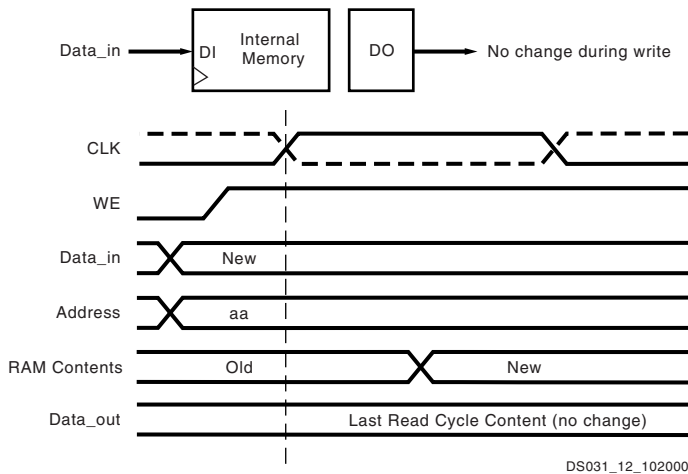 Data_in DI Internal Memory DO No change during write
CLK
WE
Data_in New
Address aa
RAM Contents Old New
Data_out Last Read Cycle Content (no change)
DS031_12_102000